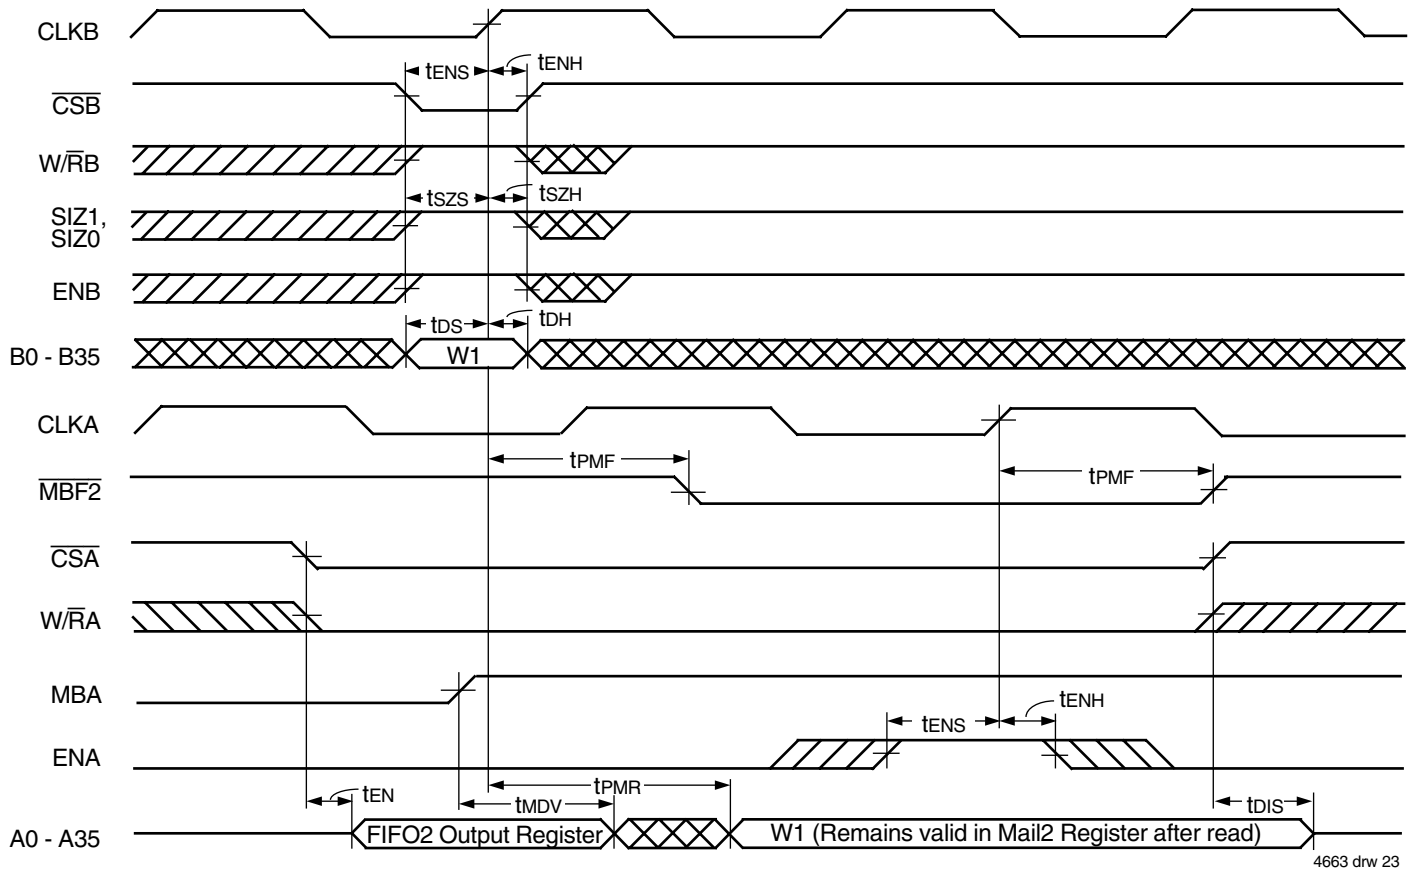 CLKB
tENS
tENH
CSB
W/RB
tSZS
tSZH
SIZ1,
SIZ0
ENB
tDS
tDH
B0 - B35
W1
CLKA
tPMF
tPMF
MBF2
CSA
W/RA
MBA
tENS
tENH
ENA
tPMR
tEN
tMDV
tDIS
A0 - A35
FIFO2 Output Register
W1 (Remains valid in Mail2 Register after read)
4663 drw 23